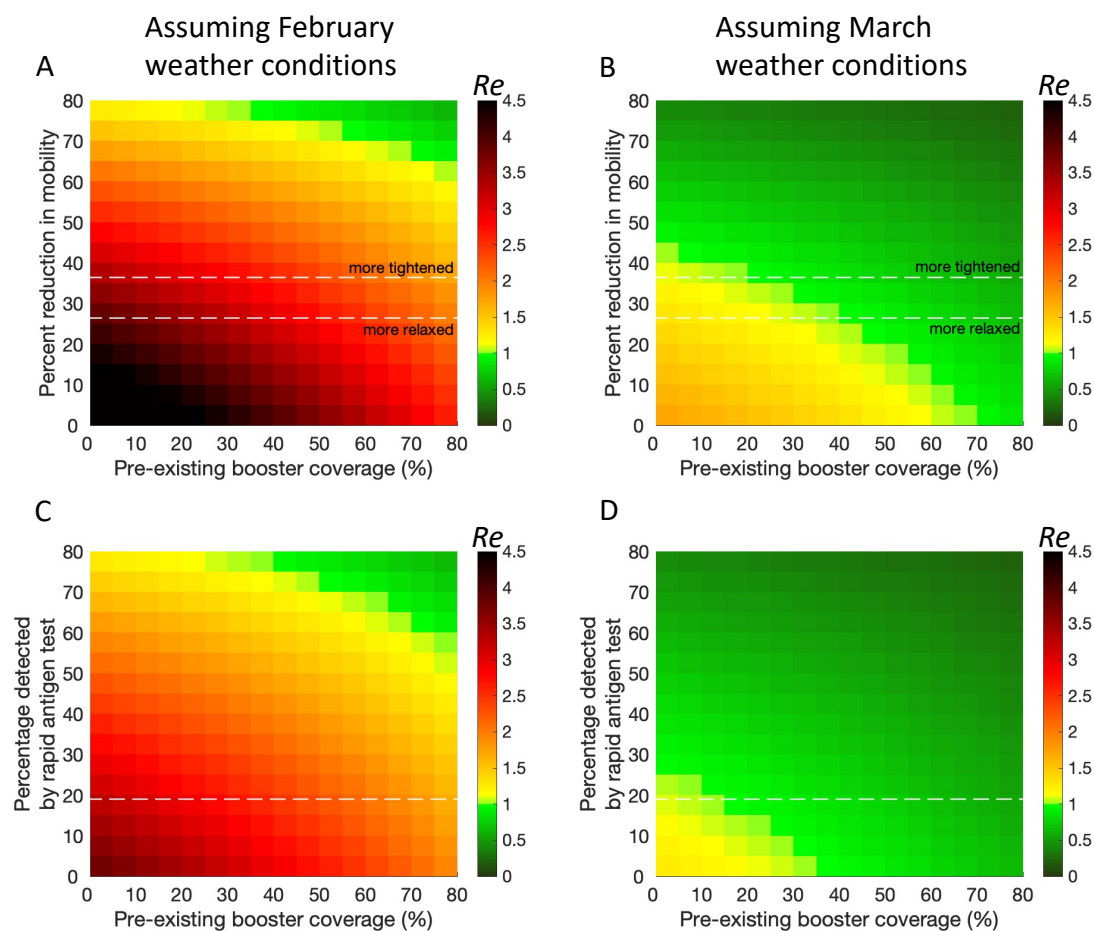 Assuming February
weather conditions
Assuming March
weather conditions
A
Re
Percent reduction in mobility
80
70
60
50
40
30
20
10
0
more tightened
more relaxed
0 10 20 30 40 50 60 70 80
Pre-existing booster coverage (%)
4.5
4
3.5
3
2.5
2
1.5
1
0.5
0
B
Re
Percent reduction in mobility
80
70
60
50
40
30
20
10
0
more tightened
more relaxed
0 10 20 30 40 50 60 70 80
Pre-existing booster coverage (%)
4.5
4
3.5
3
2.5
2
1.5
1
0.5
0
C
Re
Percentage detected
by rapid antigen test
80
70
60
50
40
30
20
10
0
0 10 20 30 40 50 60 70 80
Pre-existing booster coverage (%)
4.5
4
3.5
3
2.5
2
1.5
1
0.5
0
D
Re
Percentage detected
by rapid antigen test
80
70
60
50
40
30
20
10
0
0 10 20 30 40 50 60 70 80
Pre-existing booster coverage (%)
4.5
4
3.5
3
2.5
2
1.5
1
0.5
0